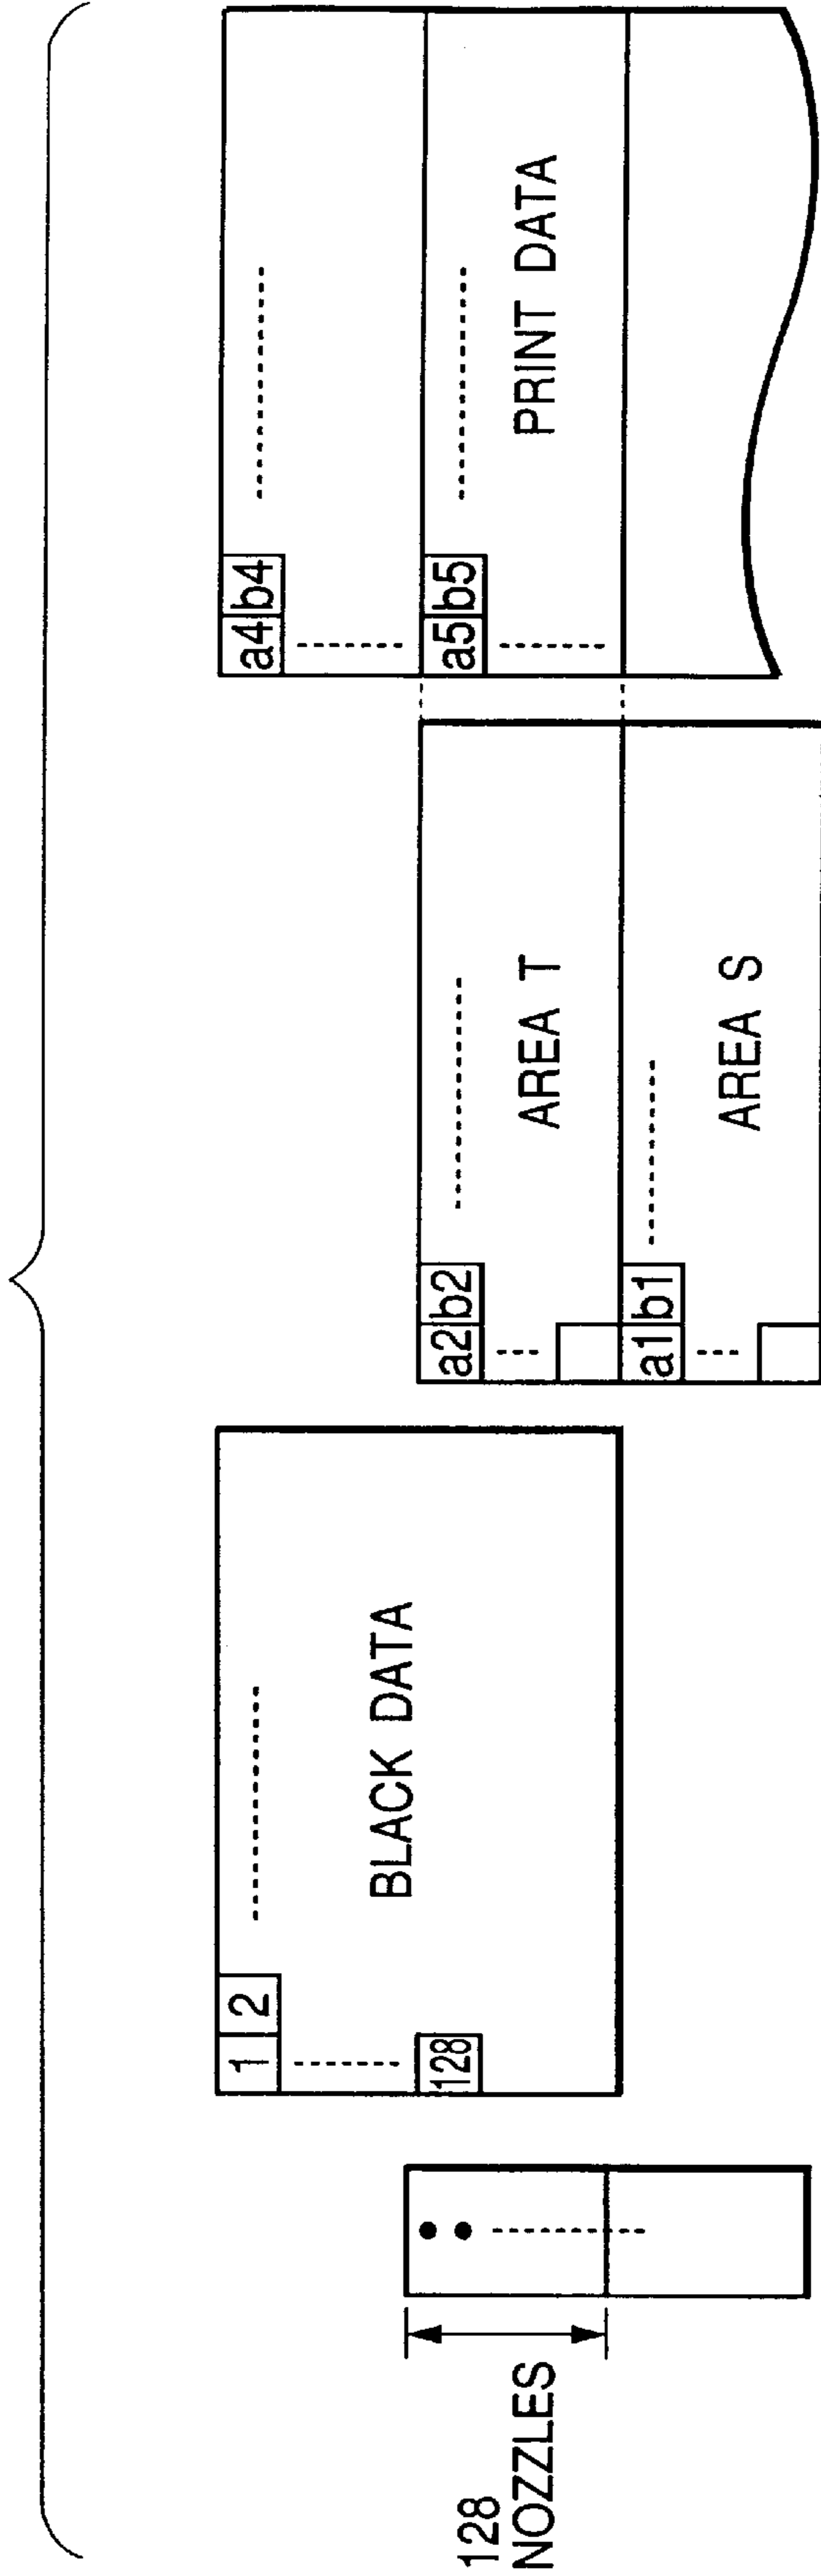 128
NOZZLES
1 2
128
BLACK DATA
a2 b2
AREA T
a1 b1
AREA S
a4 b4
a5 b5
PRINT DATA